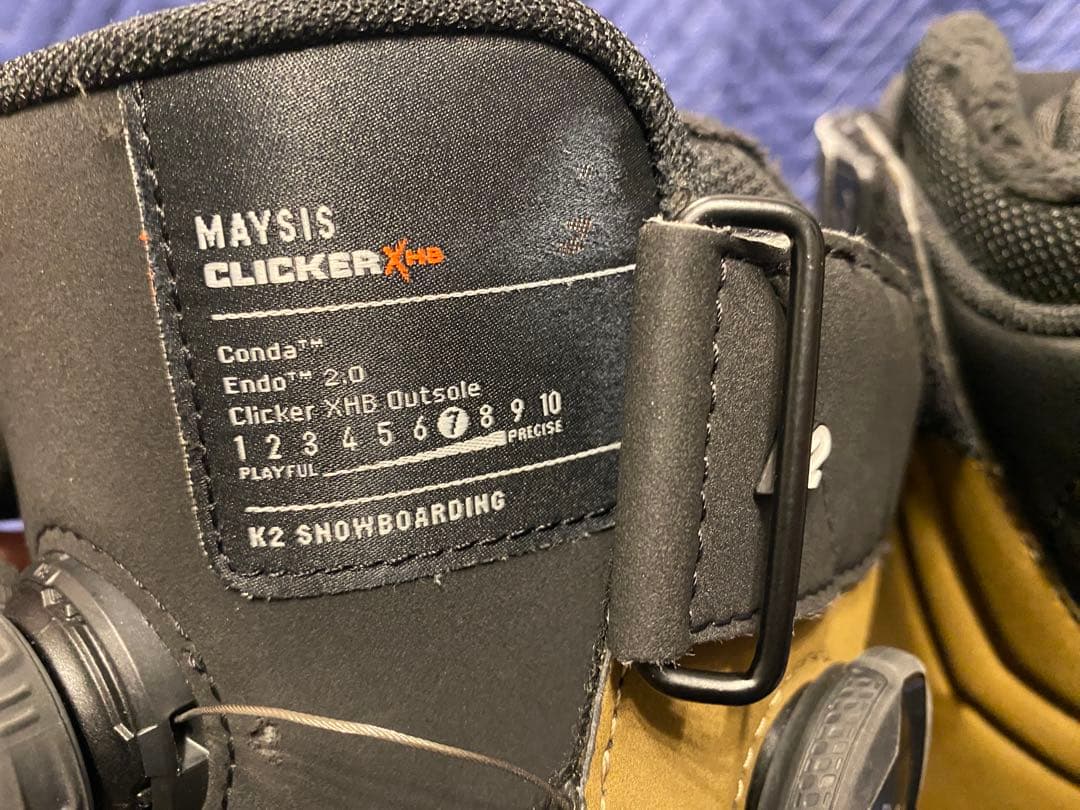 MAYSIS
CLICKER XHB
Conda™
Endo™ 2.0
Clicker XHB Outsole
1 2 3 4 5 6 7 8 9 10
PLAYFUL PRECISE
K2 SNOWBOARDING